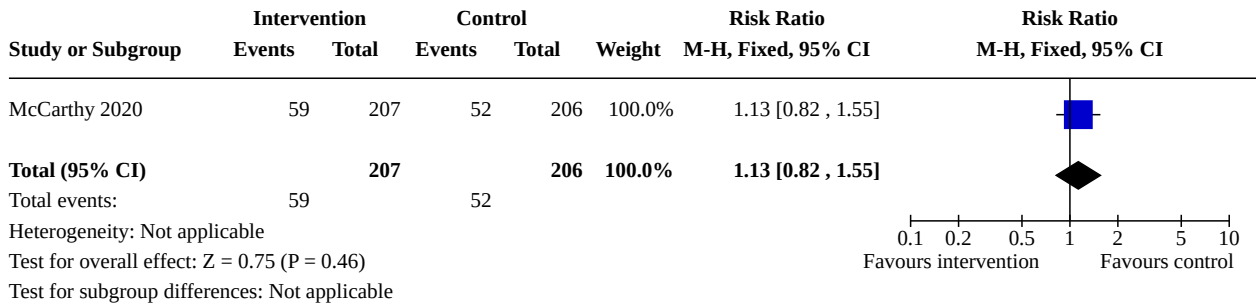 Intervention Control Risk Ratio Risk Ratio
Study or Subgroup Events Total Events Total Weight M-H, Fixed, 95% CI M-H, Fixed, 95% CI
McCarthy 2020 59 207 52 206 100.0% 1.13 [0.82 , 1.55]
Total (95% CI) 207 206 100.0% 1.13 [0.82 , 1.55]
Total events: 59 52
Heterogeneity: Not applicable
0.1 0.2 0.5 1 2 5 10
Test for overall effect: Z = 0.75 (P = 0.46)
Favours intervention Favours control
Test for subgroup differences: Not applicable